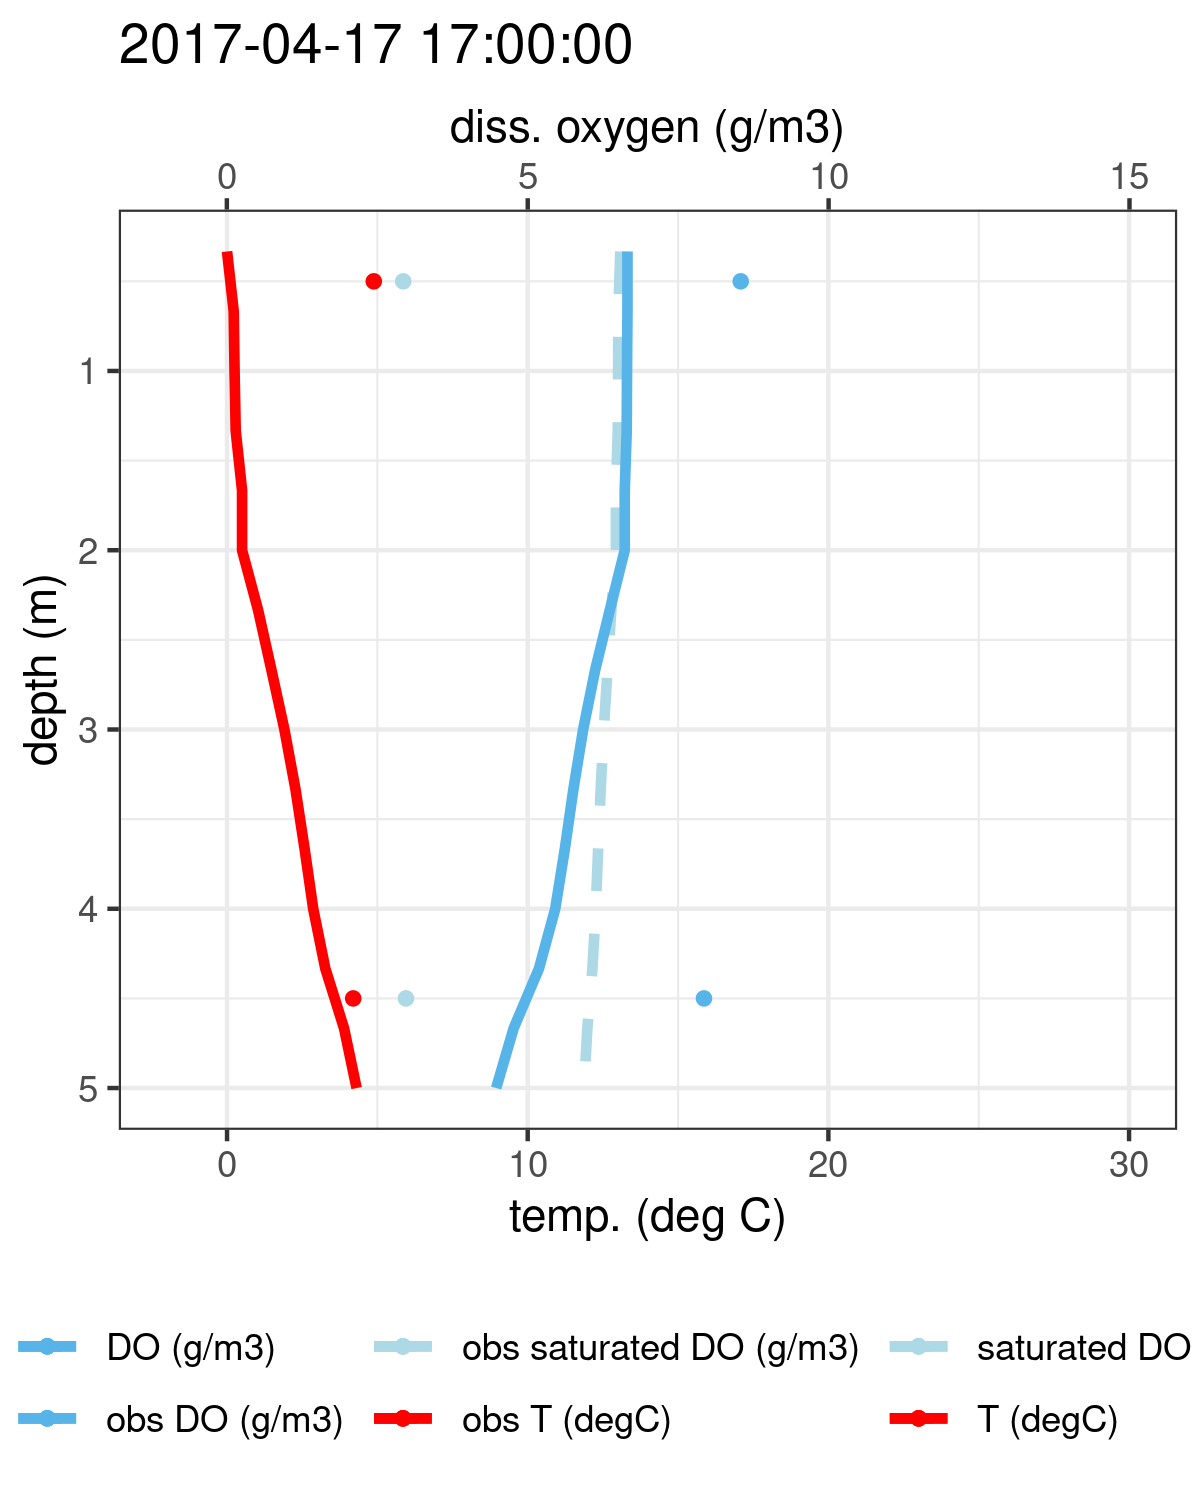 2017-04-17 17:00:00
diss. oxygen (g/m3)
0 5 10 15
depth (m)
1
2
3
4
5
0 10 20 30
temp. (deg C)
DO (g/m3) obs saturated DO (g/m3) saturated DO
obs DO (g/m3) obs T (degC) T (degC)